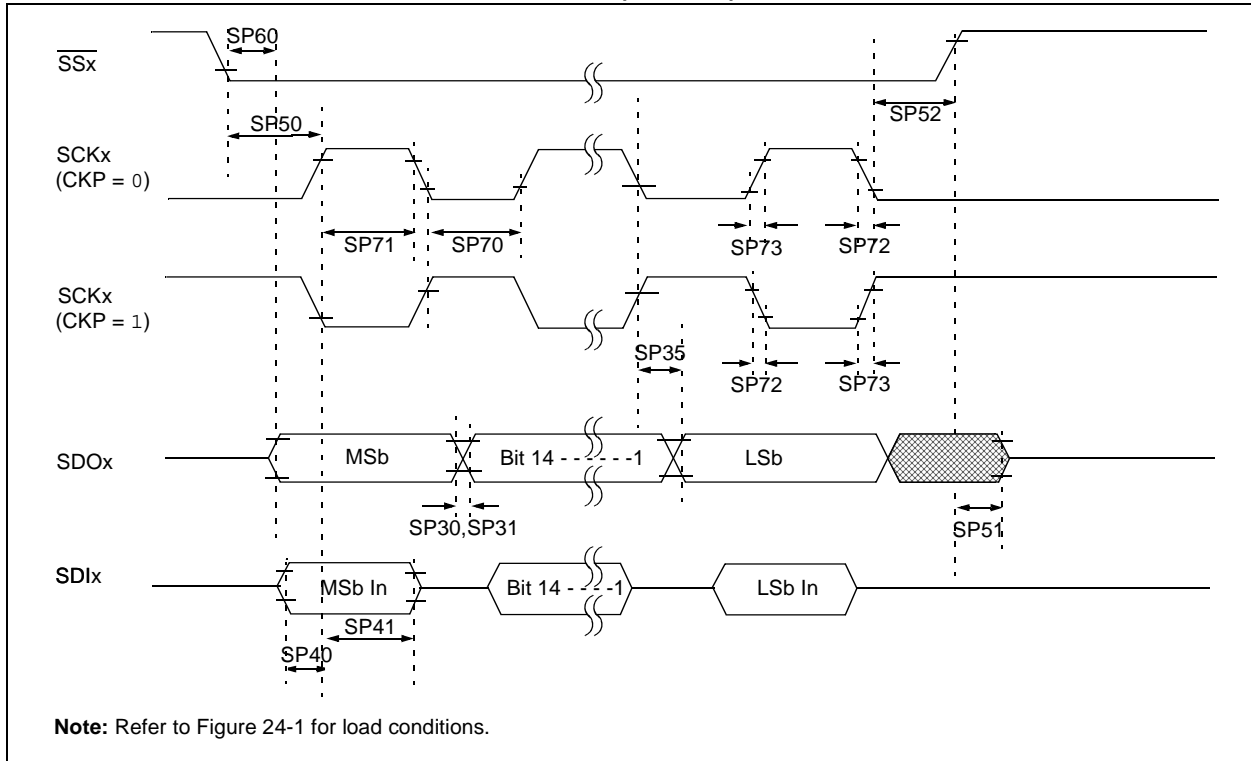 SP60
SSx
SP52
SP50
SCKx
(CKP = 0)
SP71
SP70
SP73
SP72
SCKx
(CKP = 1)
SP35
SP72
SP73
SDOx
MSb
Bit 14 - - - - - -1
LSb
SP30,SP31
SP51
SDIx
MSb In
Bit 14 - - - -1
LSb In
SP41
SP40
Note: Refer to Figure 24-1 for load conditions.